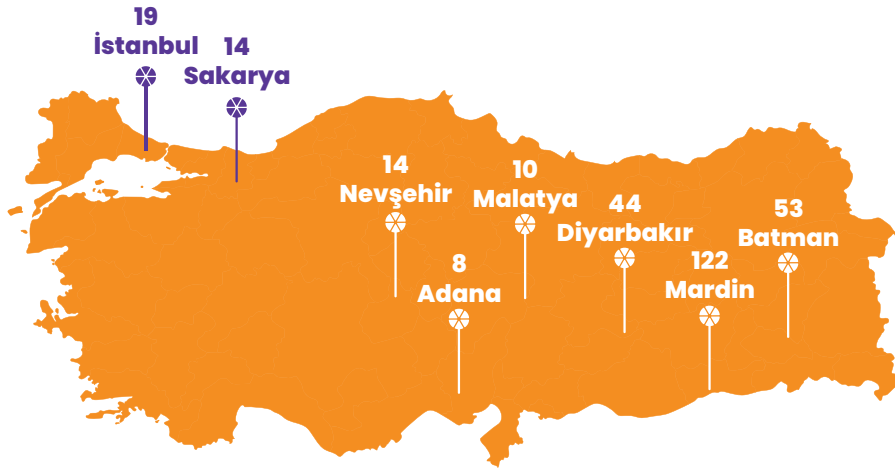 19
İstanbul
14
Sakarya
14
Nevşehir
10
Malatya
44
Diyarbakır
53
Batman
8
Adana
122
Mardin